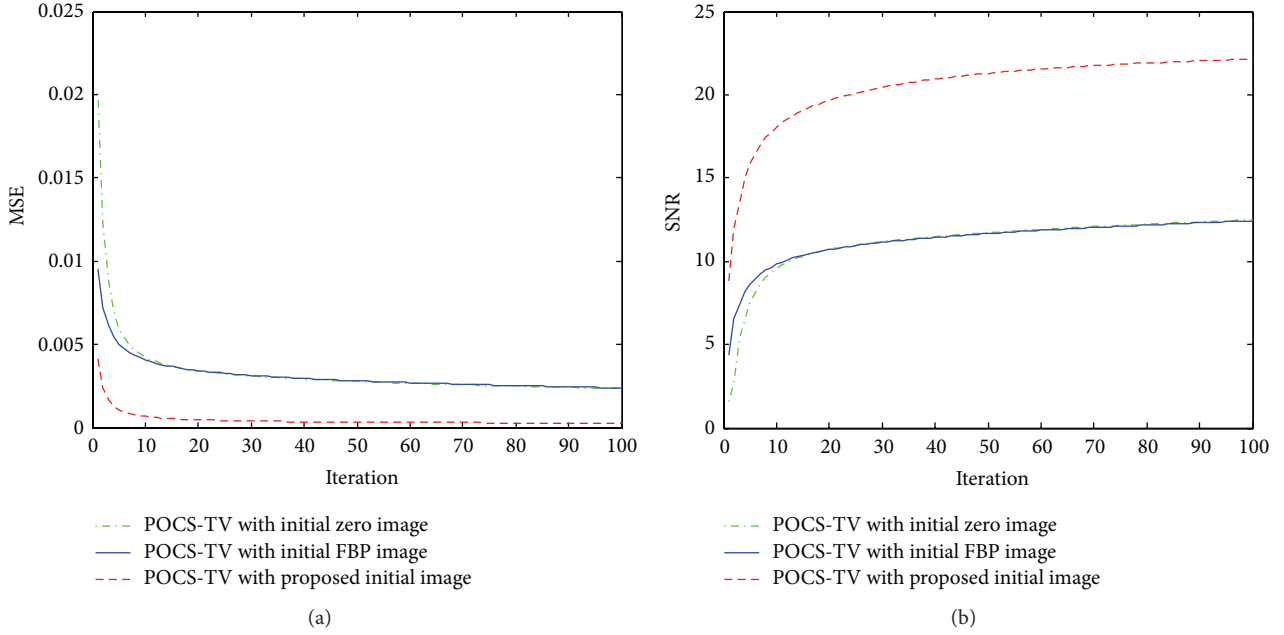 0.025
0.02
0.015
0.01
0.005
0
MSE
0 10 20 30 40 50 60 70 80 90 100
Iteration
POCS-TV with initial zero image
POCS-TV with initial FBP image
POCS-TV with proposed initial image
(a)
25
20
15
10
5
0
SNR
0 10 20 30 40 50 60 70 80 90 100
Iteration
POCS-TV with initial zero image
POCS-TV with initial FBP image
POCS-TV with proposed initial image
(b)